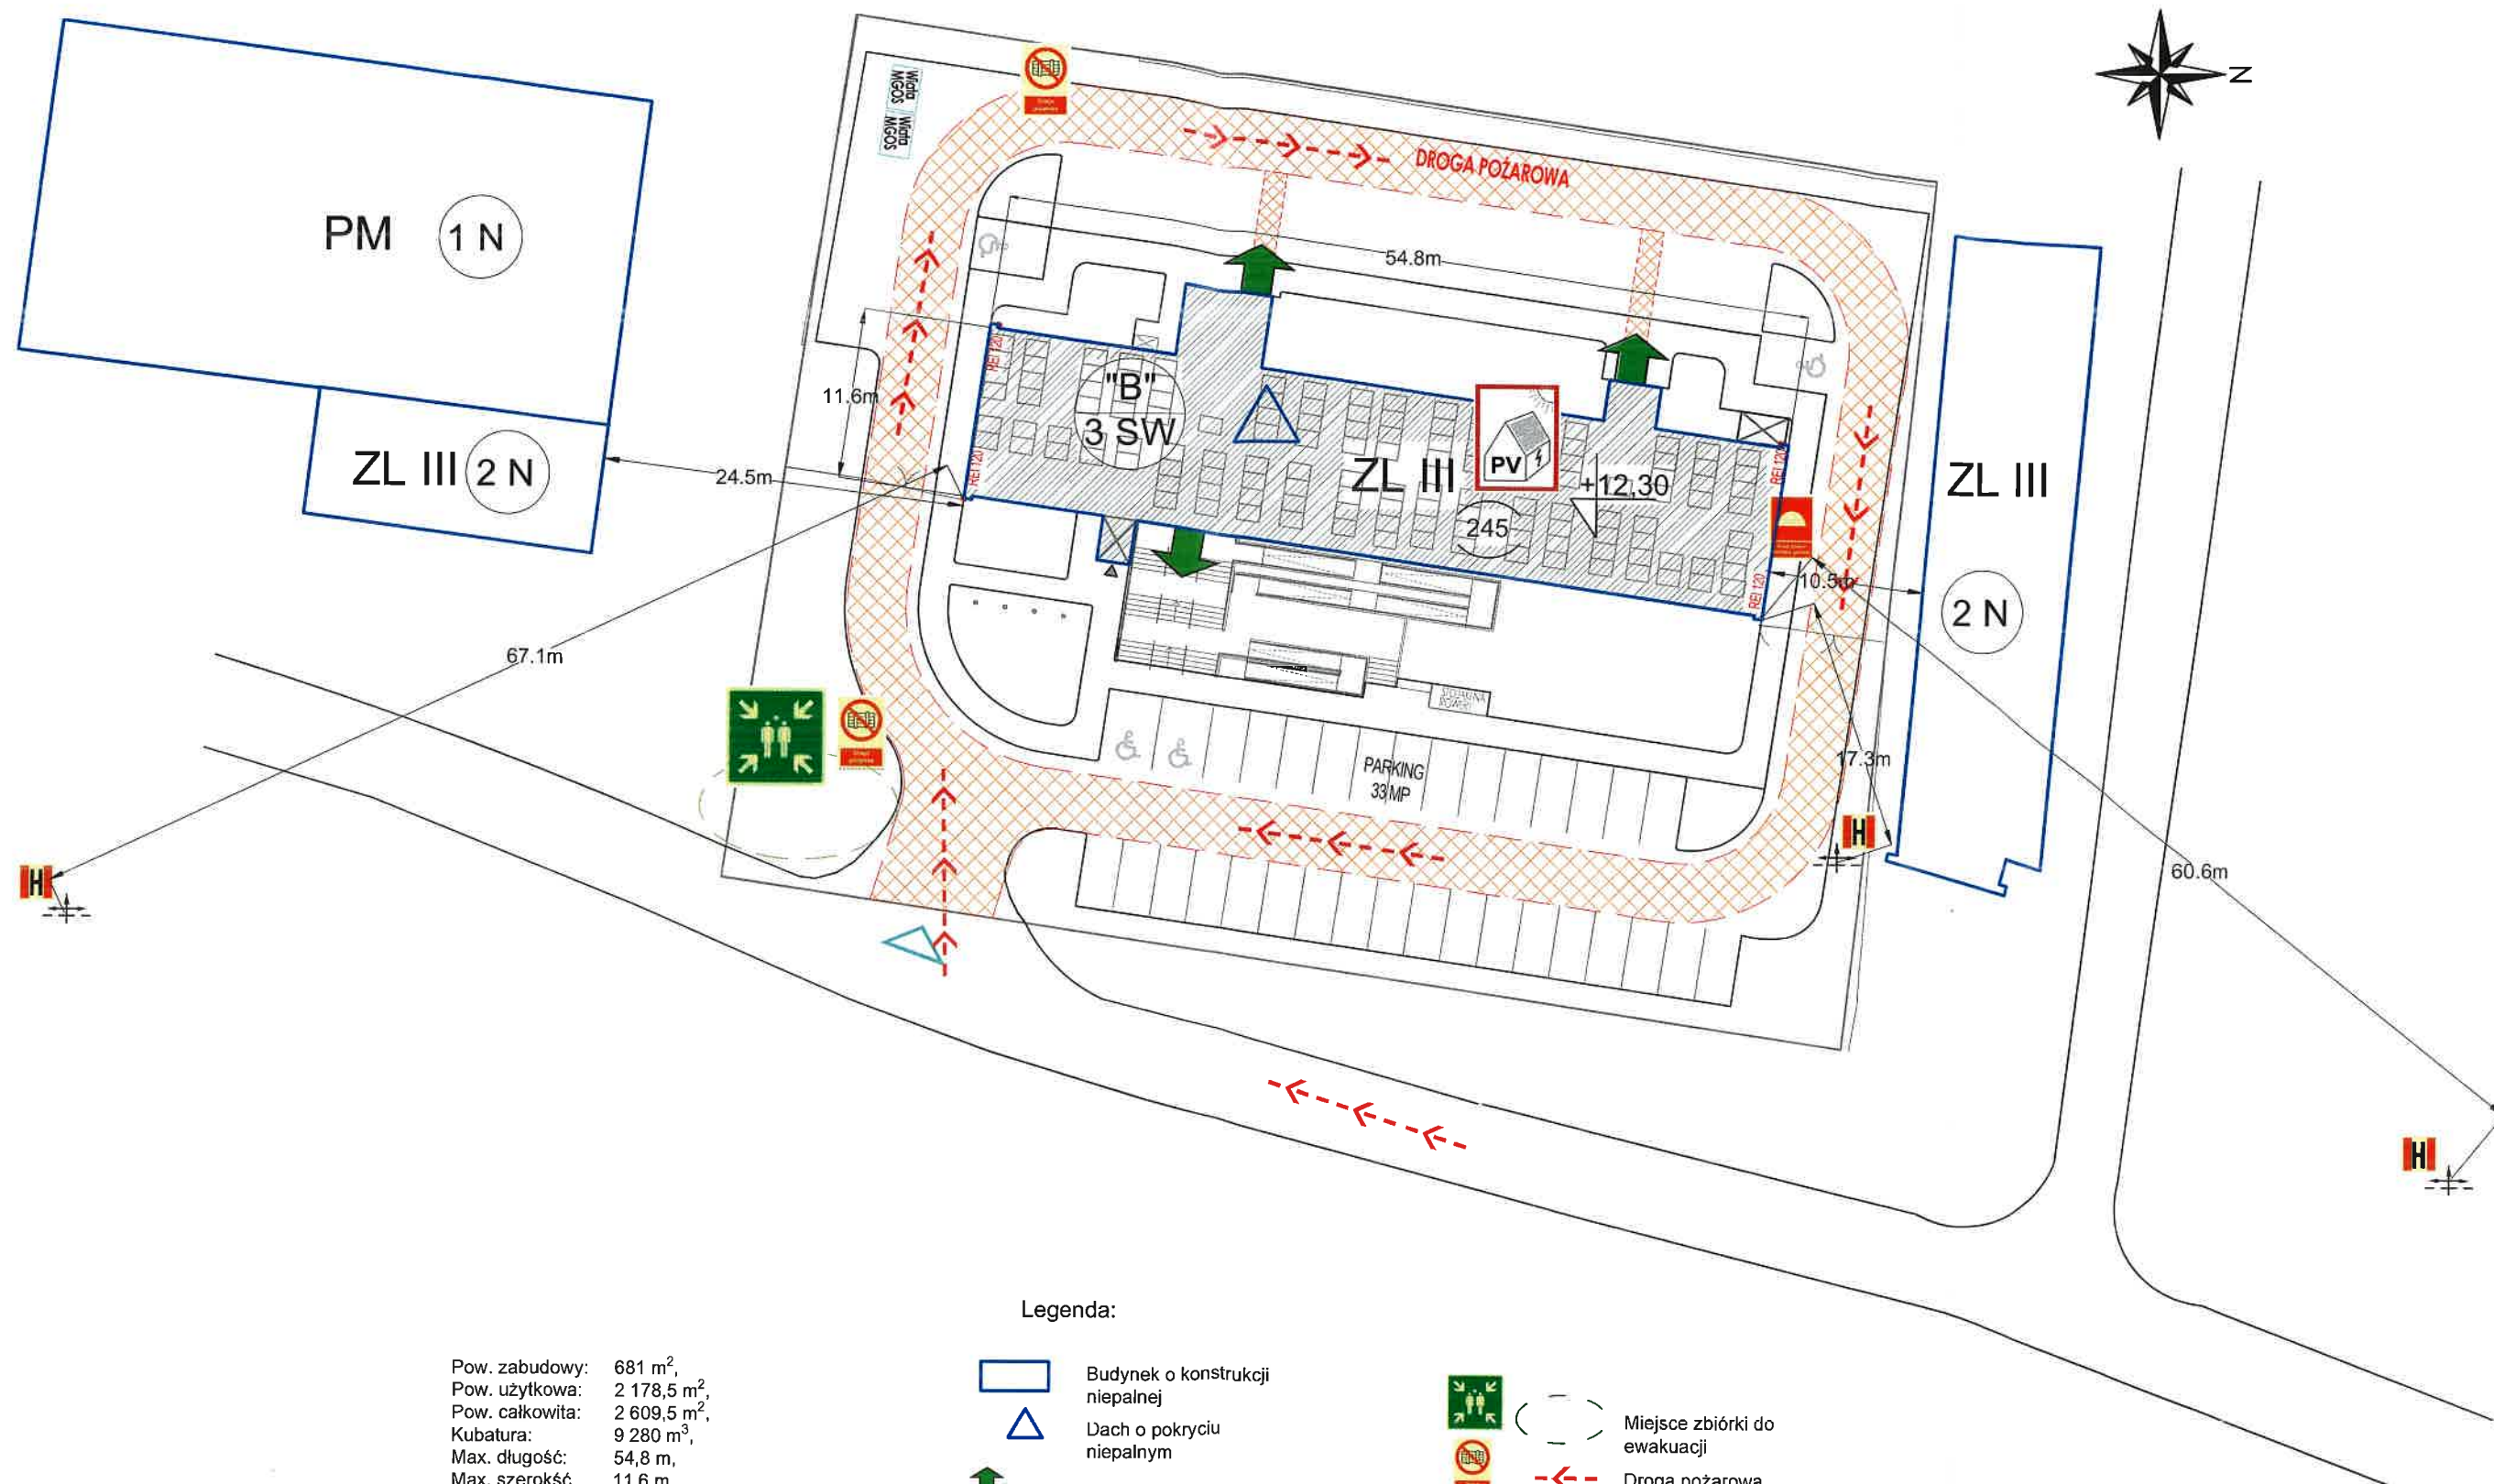 N
Wiata
MGOS
Wiata
MGOS
DROGA POŻAROWA
PM
1 N
54.8m
REI 120
11.6m
"B"
3 SW
ZL III
2 N
24.5m
REI 120
ZL III
PV
+12,30
245
REI 120
ZL III
10.5m
REI 120
2 N
67.1m
STOJAKI NA
ROWERY
PARKING
33 MP
17.3m
H
H
60.6m
H
Legenda:
Pow. zabudowy: 681 m²,
Pow. użytkowa: 2 178,5 m²,
Pow. całkowita: 2 609,5 m²,
Kubatura: 9 280 m³,
Max. długość: 54,8 m,
Max. szerokść 11,6 m
Budynek o konstrukcji
niepalnej
Dach o pokryciu
niepalnym
Miejsce zbiórki do
ewakuacji
Droga pożarowa